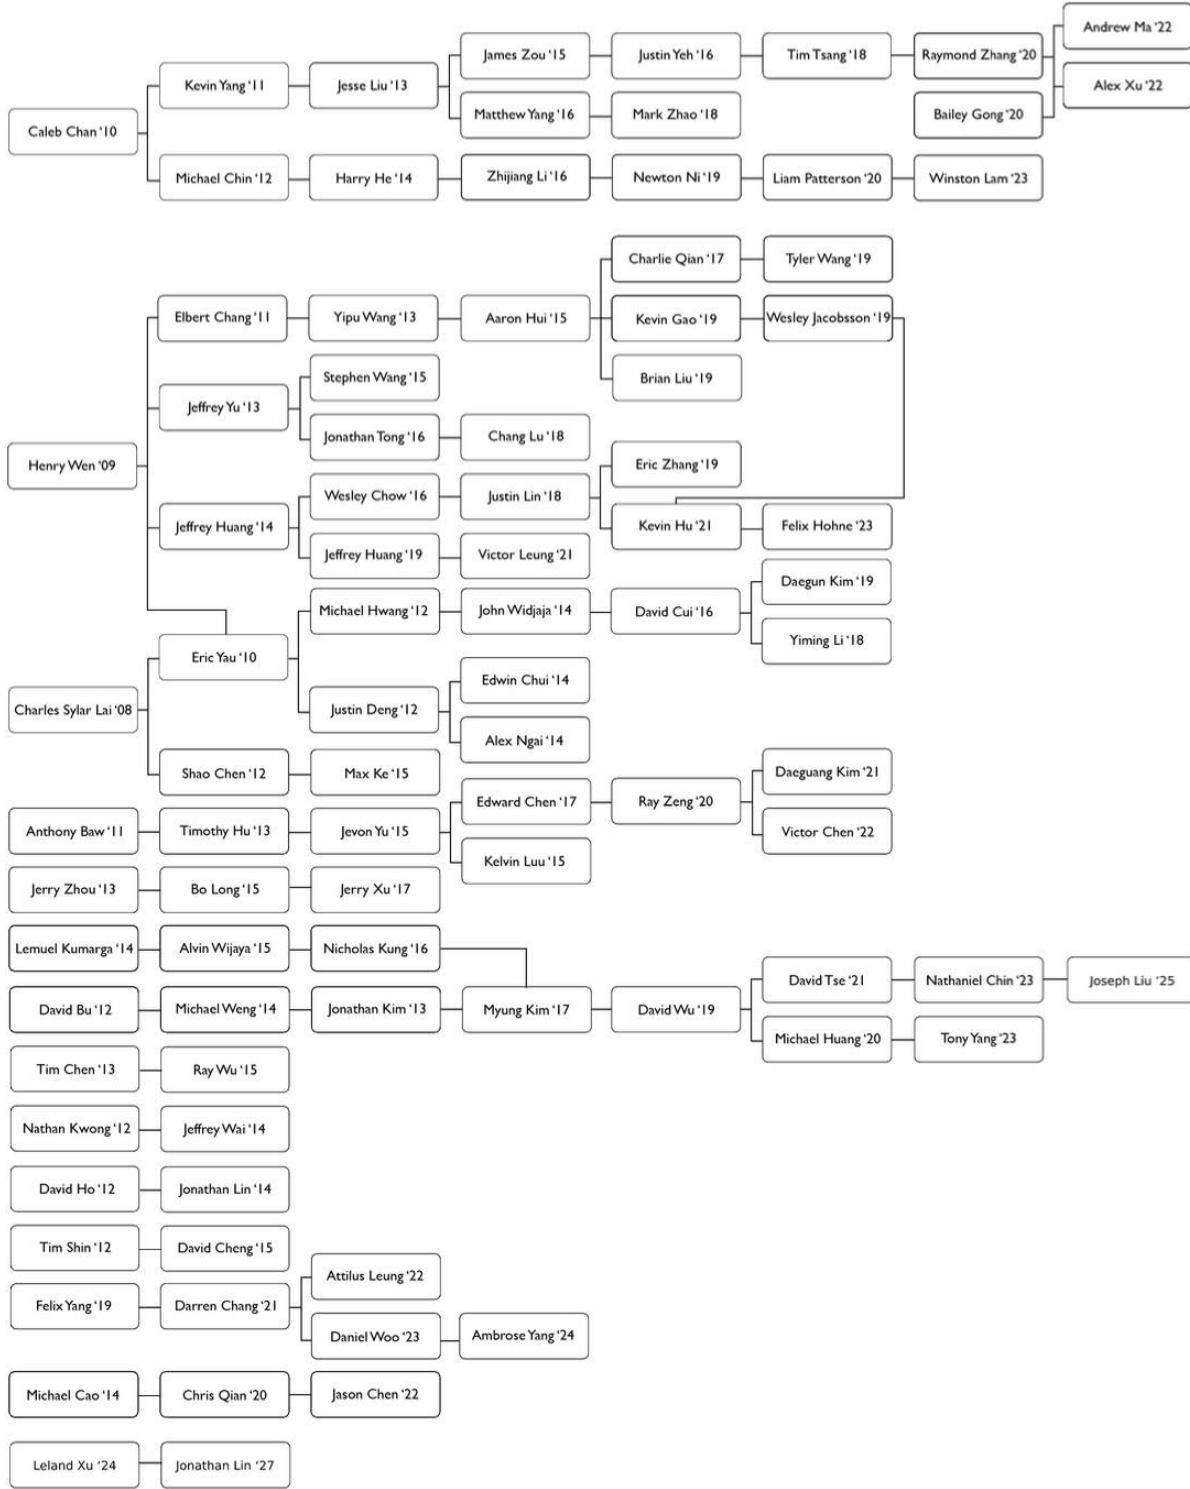 Andrew Ma '22
James Zou '15
Justin Yeh '16
Tim Tsang '18
Raymond Zhang '20
Kevin Yang '11
Jesse Liu '13
Alex Xu '22
Matthew Yang '16
Mark Zhao '18
Bailey Gong '20
Caleb Chan '10
Michael Chin '12
Harry He '14
Zhijiang Li '16
Newton Ni '19
Liam Patterson '20
Winston Lam '23
Charlie Qian '17
Tyler Wang '19
Elbert Chang '11
Yipu Wang '13
Aaron Hui '15
Kevin Gao '19
Wesley Jacobsson '19
Stephen Wang '15
Brian Liu '19
Jeffrey Yu '13
Jonathan Tong '16
Chang Lu '18
Henry Wen '09
Eric Zhang '19
Wesley Chow '16
Justin Lin '18
Jeffrey Huang '14
Kevin Hu '21
Felix Hohne '23
Jeffrey Huang '19
Victor Leung '21
Daegun Kim '19
Michael Hwang '12
John Widjaja '14
David Cui '16
Yiming Li '18
Eric Yau '10
Edwin Chui '14
Charles Sylar Lai '08
Justin Deng '12
Alex Ngai '14
Shao Chen '12
Max Ke '15
Daeguang Kim '21
Edward Chen '17
Ray Zeng '20
Anthony Baw '11
Timothy Hu '13
Jevon Yu '15
Victor Chen '22
Kelvin Luu '15
Jerry Zhou '13
Bo Long '15
Jerry Xu '17
Lemuel Kumarga '14
Alvin Wijaya '15
Nicholas Kung '16
David Tse '21
Nathaniel Chin '23
Joseph Liu '25
David Bu '12
Michael Weng '14
Jonathan Kim '13
Myung Kim '17
David Wu '19
Michael Huang '20
Tony Yang '23
Tim Chen '13
Ray Wu '15
Nathan Kwong '12
Jeffrey Wai '14
David Ho '12
Jonathan Lin '14
Tim Shin '12
David Cheng '15
Attilus Leung '22
Felix Yang '19
Darren Chang '21
Daniel Woo '23
Ambrose Yang '24
Michael Cao '14
Chris Qian '20
Jason Chen '22
Leland Xu '24
Jonathan Lin '27